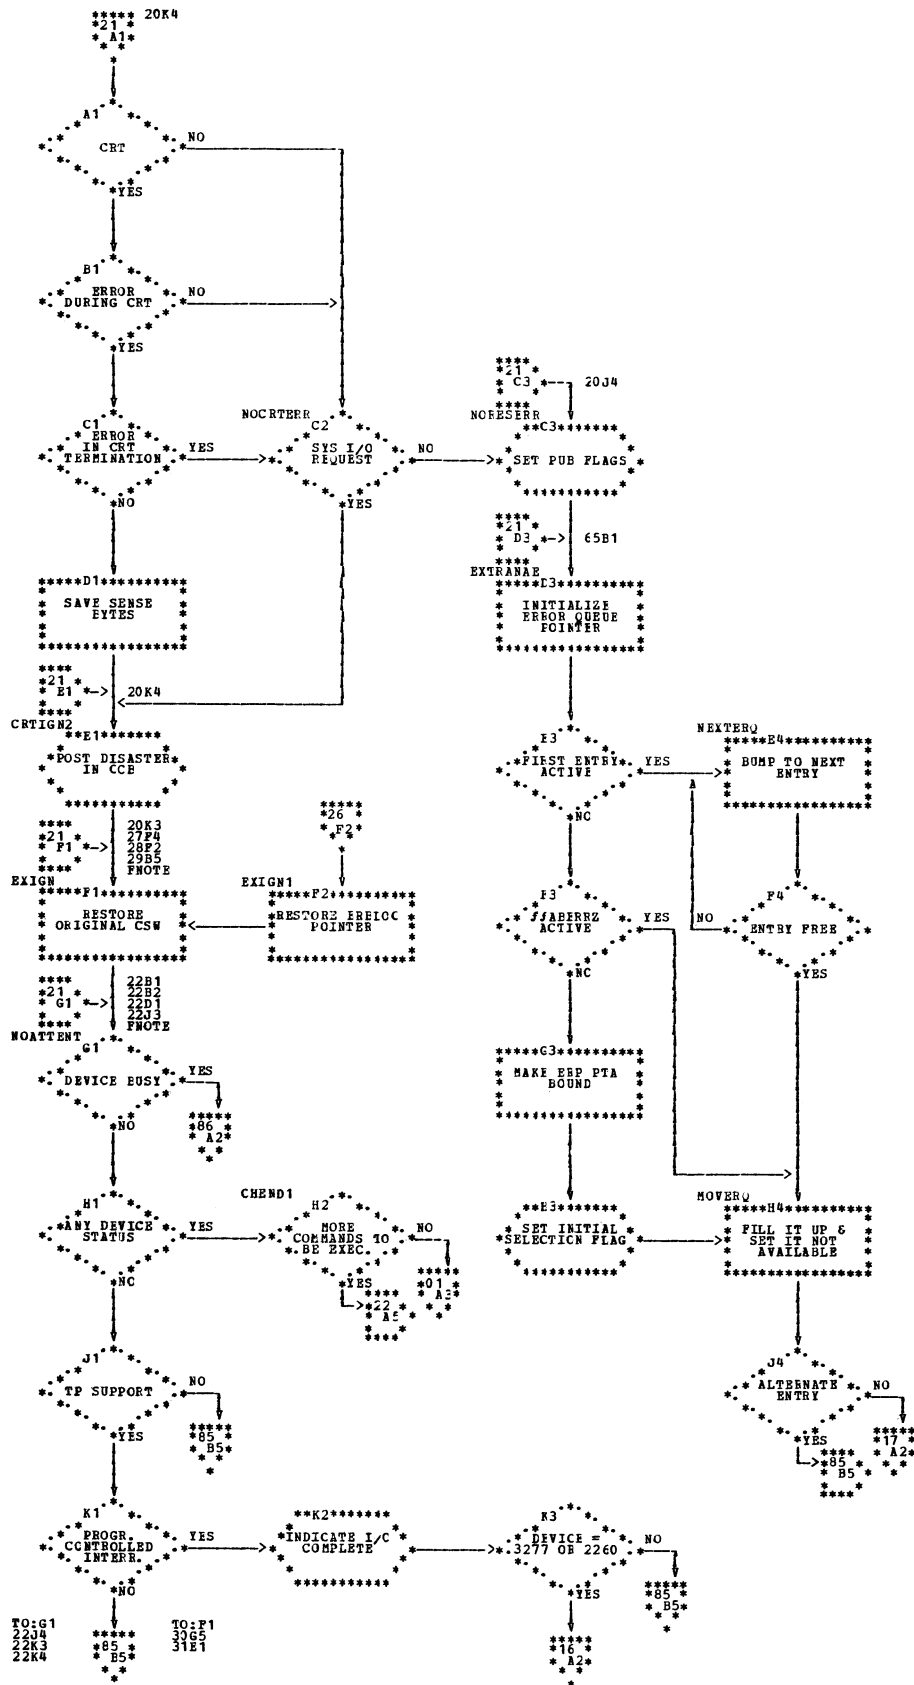 21 A1 20K4
A1
CRT
NO
YES
B1
ERROR
DURING CRT
NO
YES
21 C3 20J4
NOCRTERR
NORESERR
C1
ERROR
IN CRT
TERMINATION
YES
NO
C2
SYS I/O
REQUEST
NO
YES
C3
SET PUB FLAGS
21 D3 65B1
EXTRANAE
D1
SAVE SENSE
BYTES
D3
INITIALIZE
ERROR QUEUE
POINTER
21 E1 20K4
CRTIGN2
E1
POST DISASTER
IN CCB
E3
FIRST ENTRY
ACTIVE
YES
NO
NEXTERQ
E4
BUMP TO NEXT
ENTRY
21 F1
20K3
27F4
28F2
29B5
FNOTE
26 F2
EXIGN
F1
RESTORE
ORIGINAL CSW
EXIGN1
F2
RESTORE ERBLOC
POINTER
F3
$$ABERRZ
ACTIVE
YES
NO
F4
ENTRY FREE
NO
YES
21 G1
22B1
22B2
22D1
22J3
FNOTE
NOATTENT
G1
DEVICE BUSY
YES
NO
86 A2
G3
MAKE ERP PTA
BOUND
H1
ANY DEVICE
STATUS
YES
NO
CHEND1
H2
MORE
COMMANDS TO
BE EXEC.
NO
YES
01 A3
22 A5
H3
SET INITIAL
SELECTION FLAG
MOVERQ
H4
FILL IT UP &
SET IT NOT
AVAILABLE
J1
TP SUPPORT
NO
YES
85 B5
J4
ALTERNATE
ENTRY
NO
YES
17 A2
85 B5
K1
PROGR.
CONTROLLED
INTERR.
YES
NO
K2
INDICATE I/O
COMPLETE
K3
DEVICE =
3277 OR 2260
NO
YES
85 B5
16 A2
85 B5
TO:G1
22J4
22K3
22K4
TO:F1
30G5
31E1